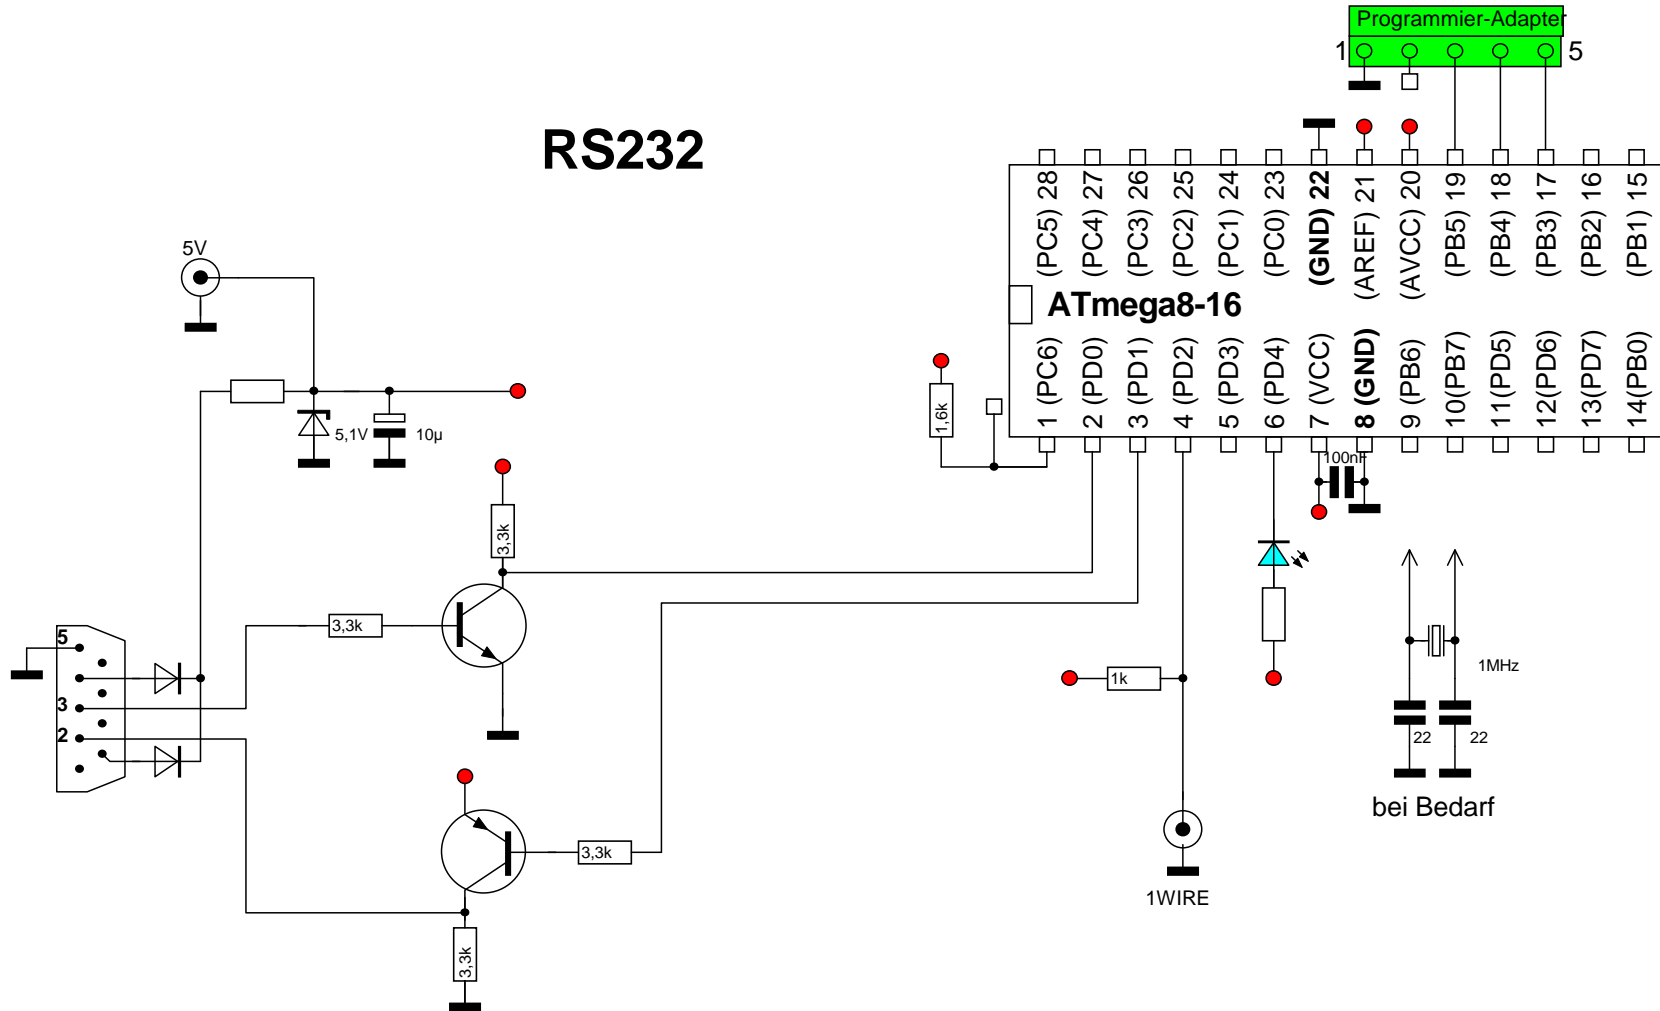 Programmier-Adapter
1
5
RS232
(PC5) 28
(PC4) 27
(PC3) 26
(PC2) 25
(PC1) 24
(PC0) 23
(GND) 22
(AREF) 21
(AVCC) 20
(PB5) 19
(PB4) 18
(PB3) 17
(PB2) 16
(PB1) 15
ATmega8-16
1 (PC6)
2 (PD0)
3 (PD1)
4 (PD2)
5 (PD3)
6 (PD4)
7 (VCC)
8 (GND)
9 (PB6)
10(PB7)
11(PD5)
12(PD6)
13(PD7)
14(PB0)
5V
5,1V
10µ
1,6k
100nF
3,3k
3,3k
5
3
2
1k
1MHz
22
22
bei Bedarf
3,3k
1WIRE
3,3k